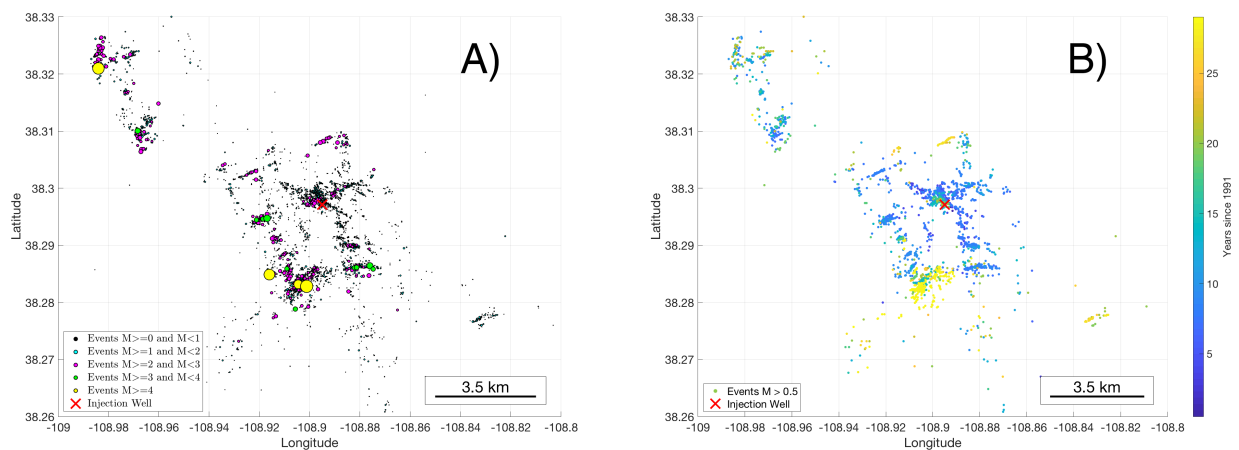 A)
38.33
38.32
38.31
38.3
38.29
38.28
38.27
38.26
Latitude
-109 -108.98 -108.96 -108.94 -108.92 -108.9 -108.88 -108.86 -108.84 -108.82 -108.8
Longitude
Events M>=0 and M<1
Events M>=1 and M<2
Events M>=2 and M<3
Events M>=3 and M<4
Events M>=4
Injection Well
3.5 km
B)
38.33
38.32
38.31
38.3
38.29
38.28
38.27
38.26
Latitude
-109 -108.98 -108.96 -108.94 -108.92 -108.9 -108.88 -108.86 -108.84 -108.82 -108.8
Longitude
Events M > 0.5
Injection Well
3.5 km
25
20
15
10
5
Years since 1991